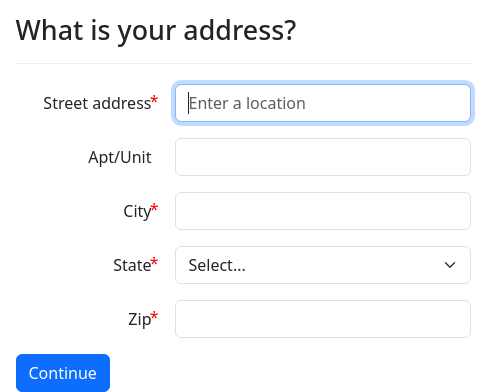 What is your address?
Street address* Enter a location
Apt/Unit
City*
State* Select...
Zip*
Continue